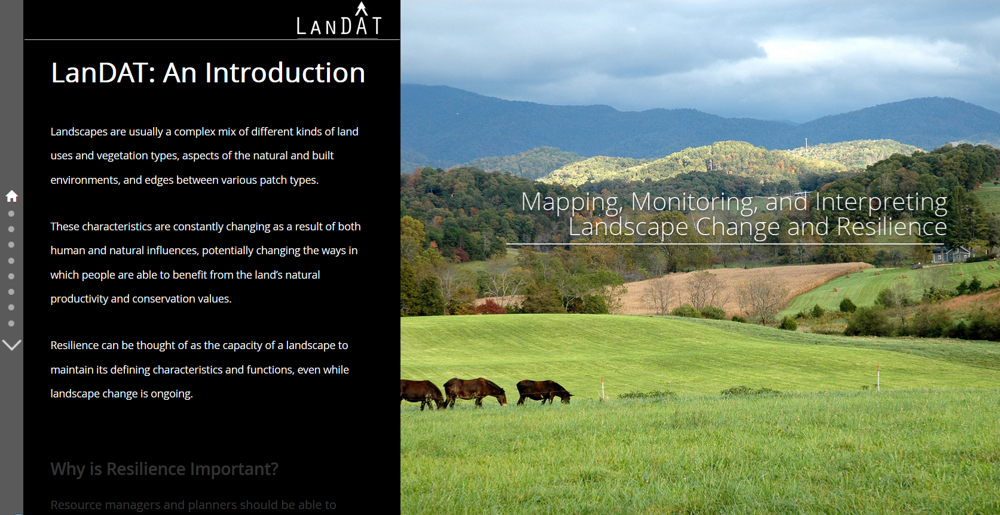 LANDAT
LanDAT: An Introduction
Landscapes are usually a complex mix of different kinds of land
uses and vegetation types, aspects of the natural and built
environments, and edges between various patch types.
These characteristics are constantly changing as a result of both
human and natural influences, potentially changing the ways in
which people are able to benefit from the land’s natural
productivity and conservation values.
Resilience can be thought of as the capacity of a landscape to
maintain its defining characteristics and functions, even while
landscape change is ongoing.
Why is Resilience Important?
Resource managers and planners should be able to
Mapping, Monitoring, and Interpreting
Landscape Change and Resilience